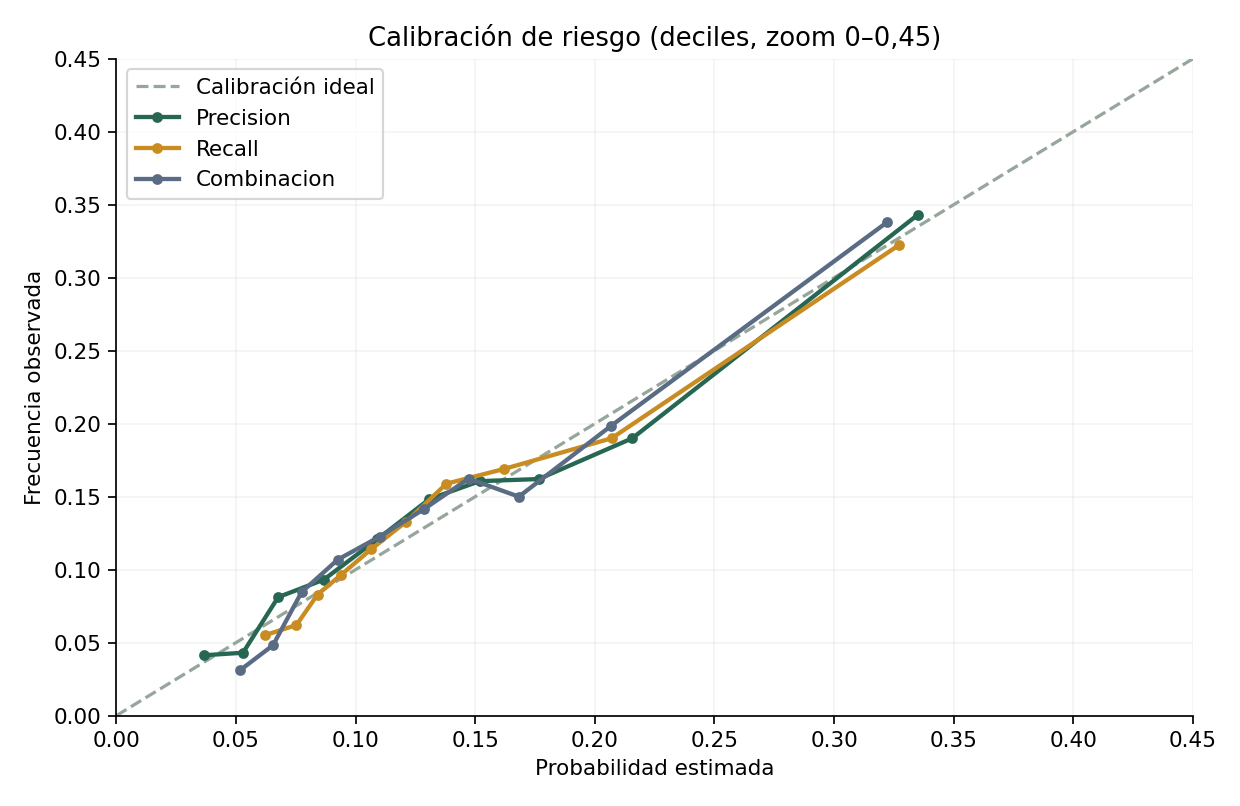 Calibración de riesgo (deciles, zoom 0–0,45)
Calibración ideal
Precision
Recall
Combinacion
Frecuencia observada
0.45
0.40
0.35
0.30
0.25
0.20
0.15
0.10
0.05
0.00
0.00 0.05 0.10 0.15 0.20 0.25 0.30 0.35 0.40 0.45
Probabilidad estimada